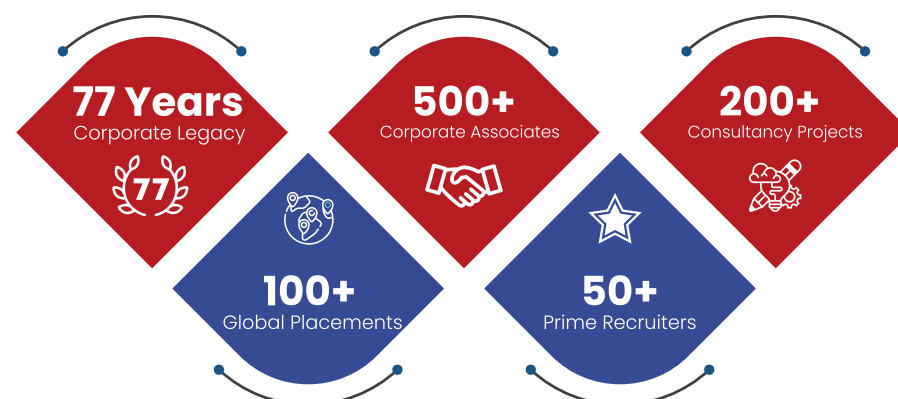 77 Years
Corporate Legacy
77
500+
Corporate Associates
200+
Consultancy Projects
100+
Global Placements
50+
Prime Recruiters